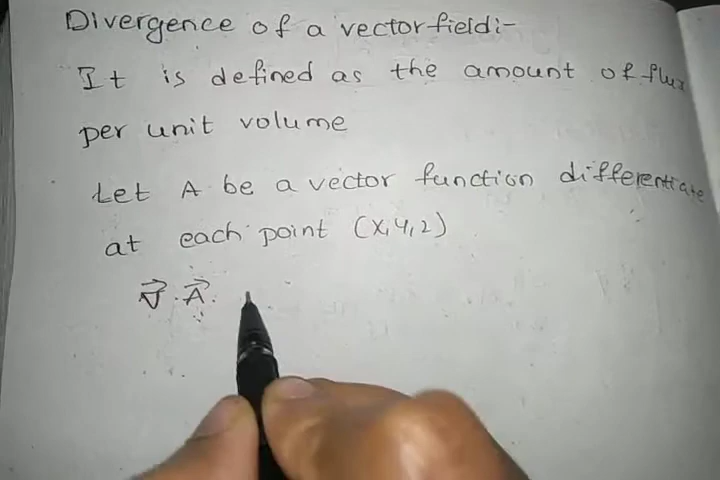 Divergence of a vector field:-
It is defined as the amount of flux
per unit volume
Let A be a vector function differentiate
at each point (x,y,z)
∇⃗ . A⃗